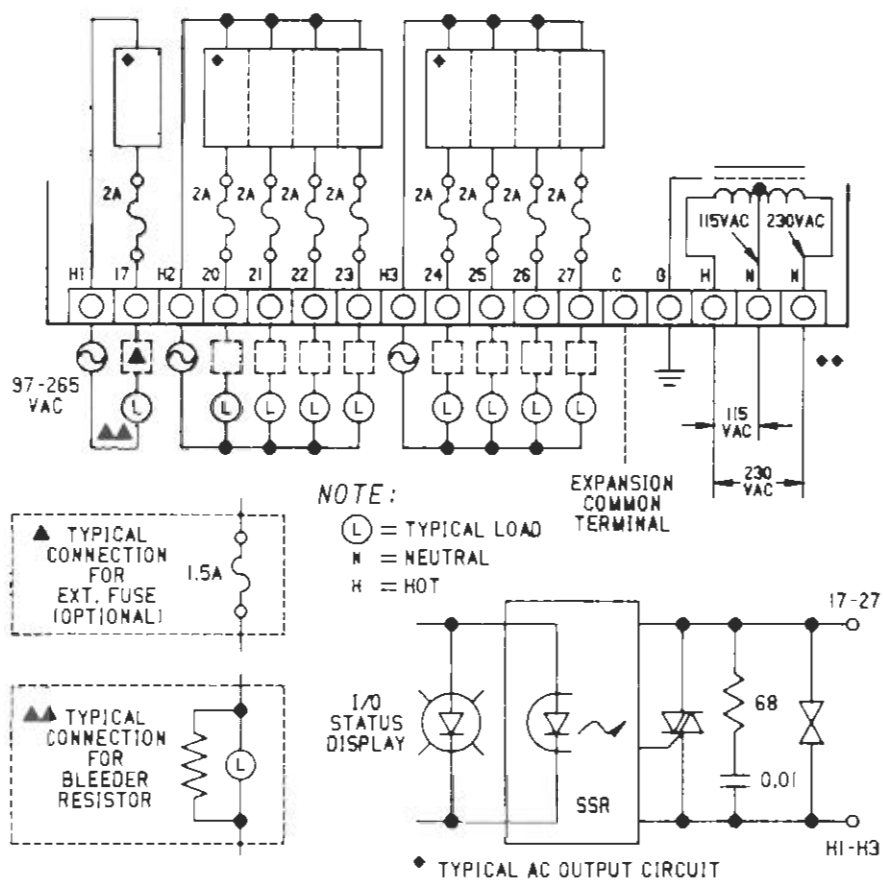 2A 2A 2A 2A 2A 2A 2A 2A 2A
115VAC 230VAC
H1 17 H2 20 21 22 23 H3 24 25 26 27 C G H N N
97-265
VAC
L L L L L L L L L
115
VAC
230
VAC
EXPANSION
COMMON
TERMINAL
NOTE:
L = TYPICAL LOAD
N = NEUTRAL
H = HOT
TYPICAL
CONNECTION
FOR
EXT. FUSE
(OPTIONAL)
1.5A
TYPICAL
CONNECTION
FOR
BLEEDER
RESISTOR
L
I/O
STATUS
DISPLAY
SSR
68
0.01
17-27
H1-H3
TYPICAL AC OUTPUT CIRCUIT